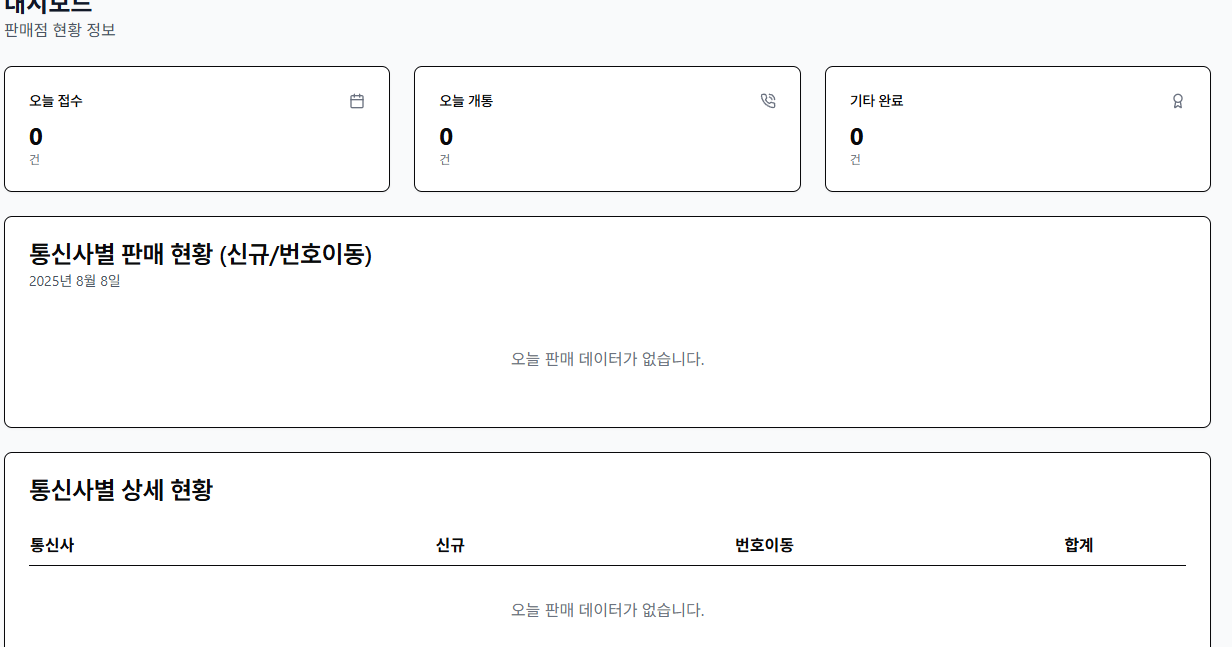 대시보드
판매점 현황 정보
오늘 접수
0
건
오늘 개통
0
건
기타 완료
0
건
통신사별 판매 현황 (신규/번호이동)
2025년 8월 8일
오늘 판매 데이터가 없습니다.
통신사별 상세 현황
통신사 신규 번호이동 합계
오늘 판매 데이터가 없습니다.